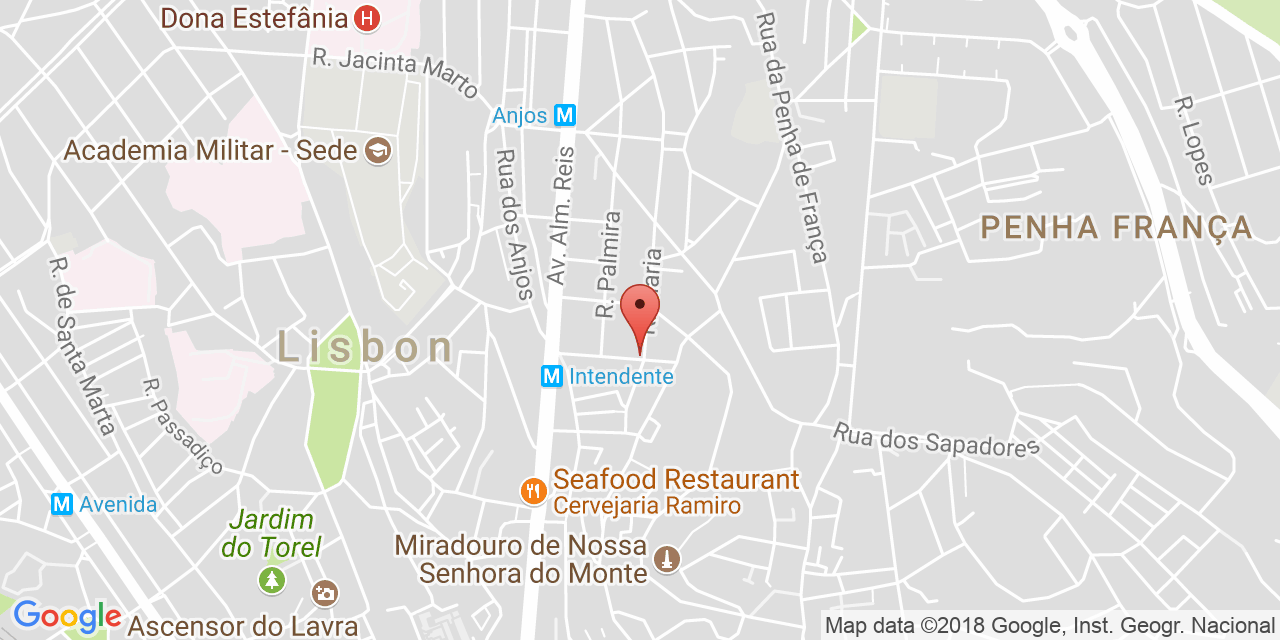 Dona Estefânia
H
R. Jacinta Marto
Anjos M
Academia Militar - Sede
Rua dos Anjos
Av. Alm. Reis
R. Palmira
Rua da Penha de França
R. Lopes
PENHA FRANÇA
R. de Santa Marta
Lisbon
R. Passadiço
M Intendente
Rua dos Sapadores
Seafood Restaurant
Cervejaria Ramiro
M Avenida
Jardim
do Torel
Miradouro de Nossa
Senhora do Monte
Google
Ascensor do Lavra
Map data ©2018 Google, Inst. Geogr. Nacional